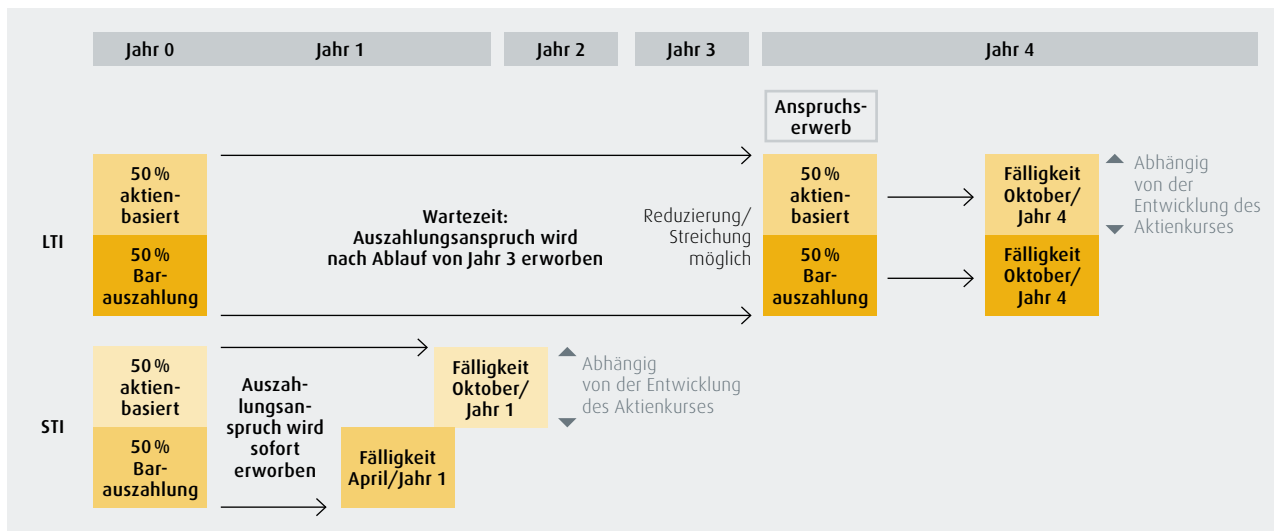 Jahr 0
Jahr 1
Jahr 2
Jahr 3
Jahr 4
Anspruchs-
erwerb
LTI
50 %
aktien-
basiert
50 %
Bar-
auszahlung
Wartezeit:
Auszahlungsanspruch wird
nach Ablauf von Jahr 3 erworben
Reduzierung/
Streichung
möglich
50 %
aktien-
basiert
50 %
Bar-
auszahlung
Fälligkeit
Oktober/
Jahr 4
Fälligkeit
Oktober/
Jahr 4
Abhängig
von der
Entwicklung des
Aktienkurses
STI
50 %
aktien-
basiert
50 %
Bar-
auszahlung
Auszah-
lungsan-
spruch wird
sofort
erworben
Fälligkeit
Oktober/
Jahr 1
Fälligkeit
April/Jahr 1
Abhängig
von der Entwicklung
des Aktienkurses